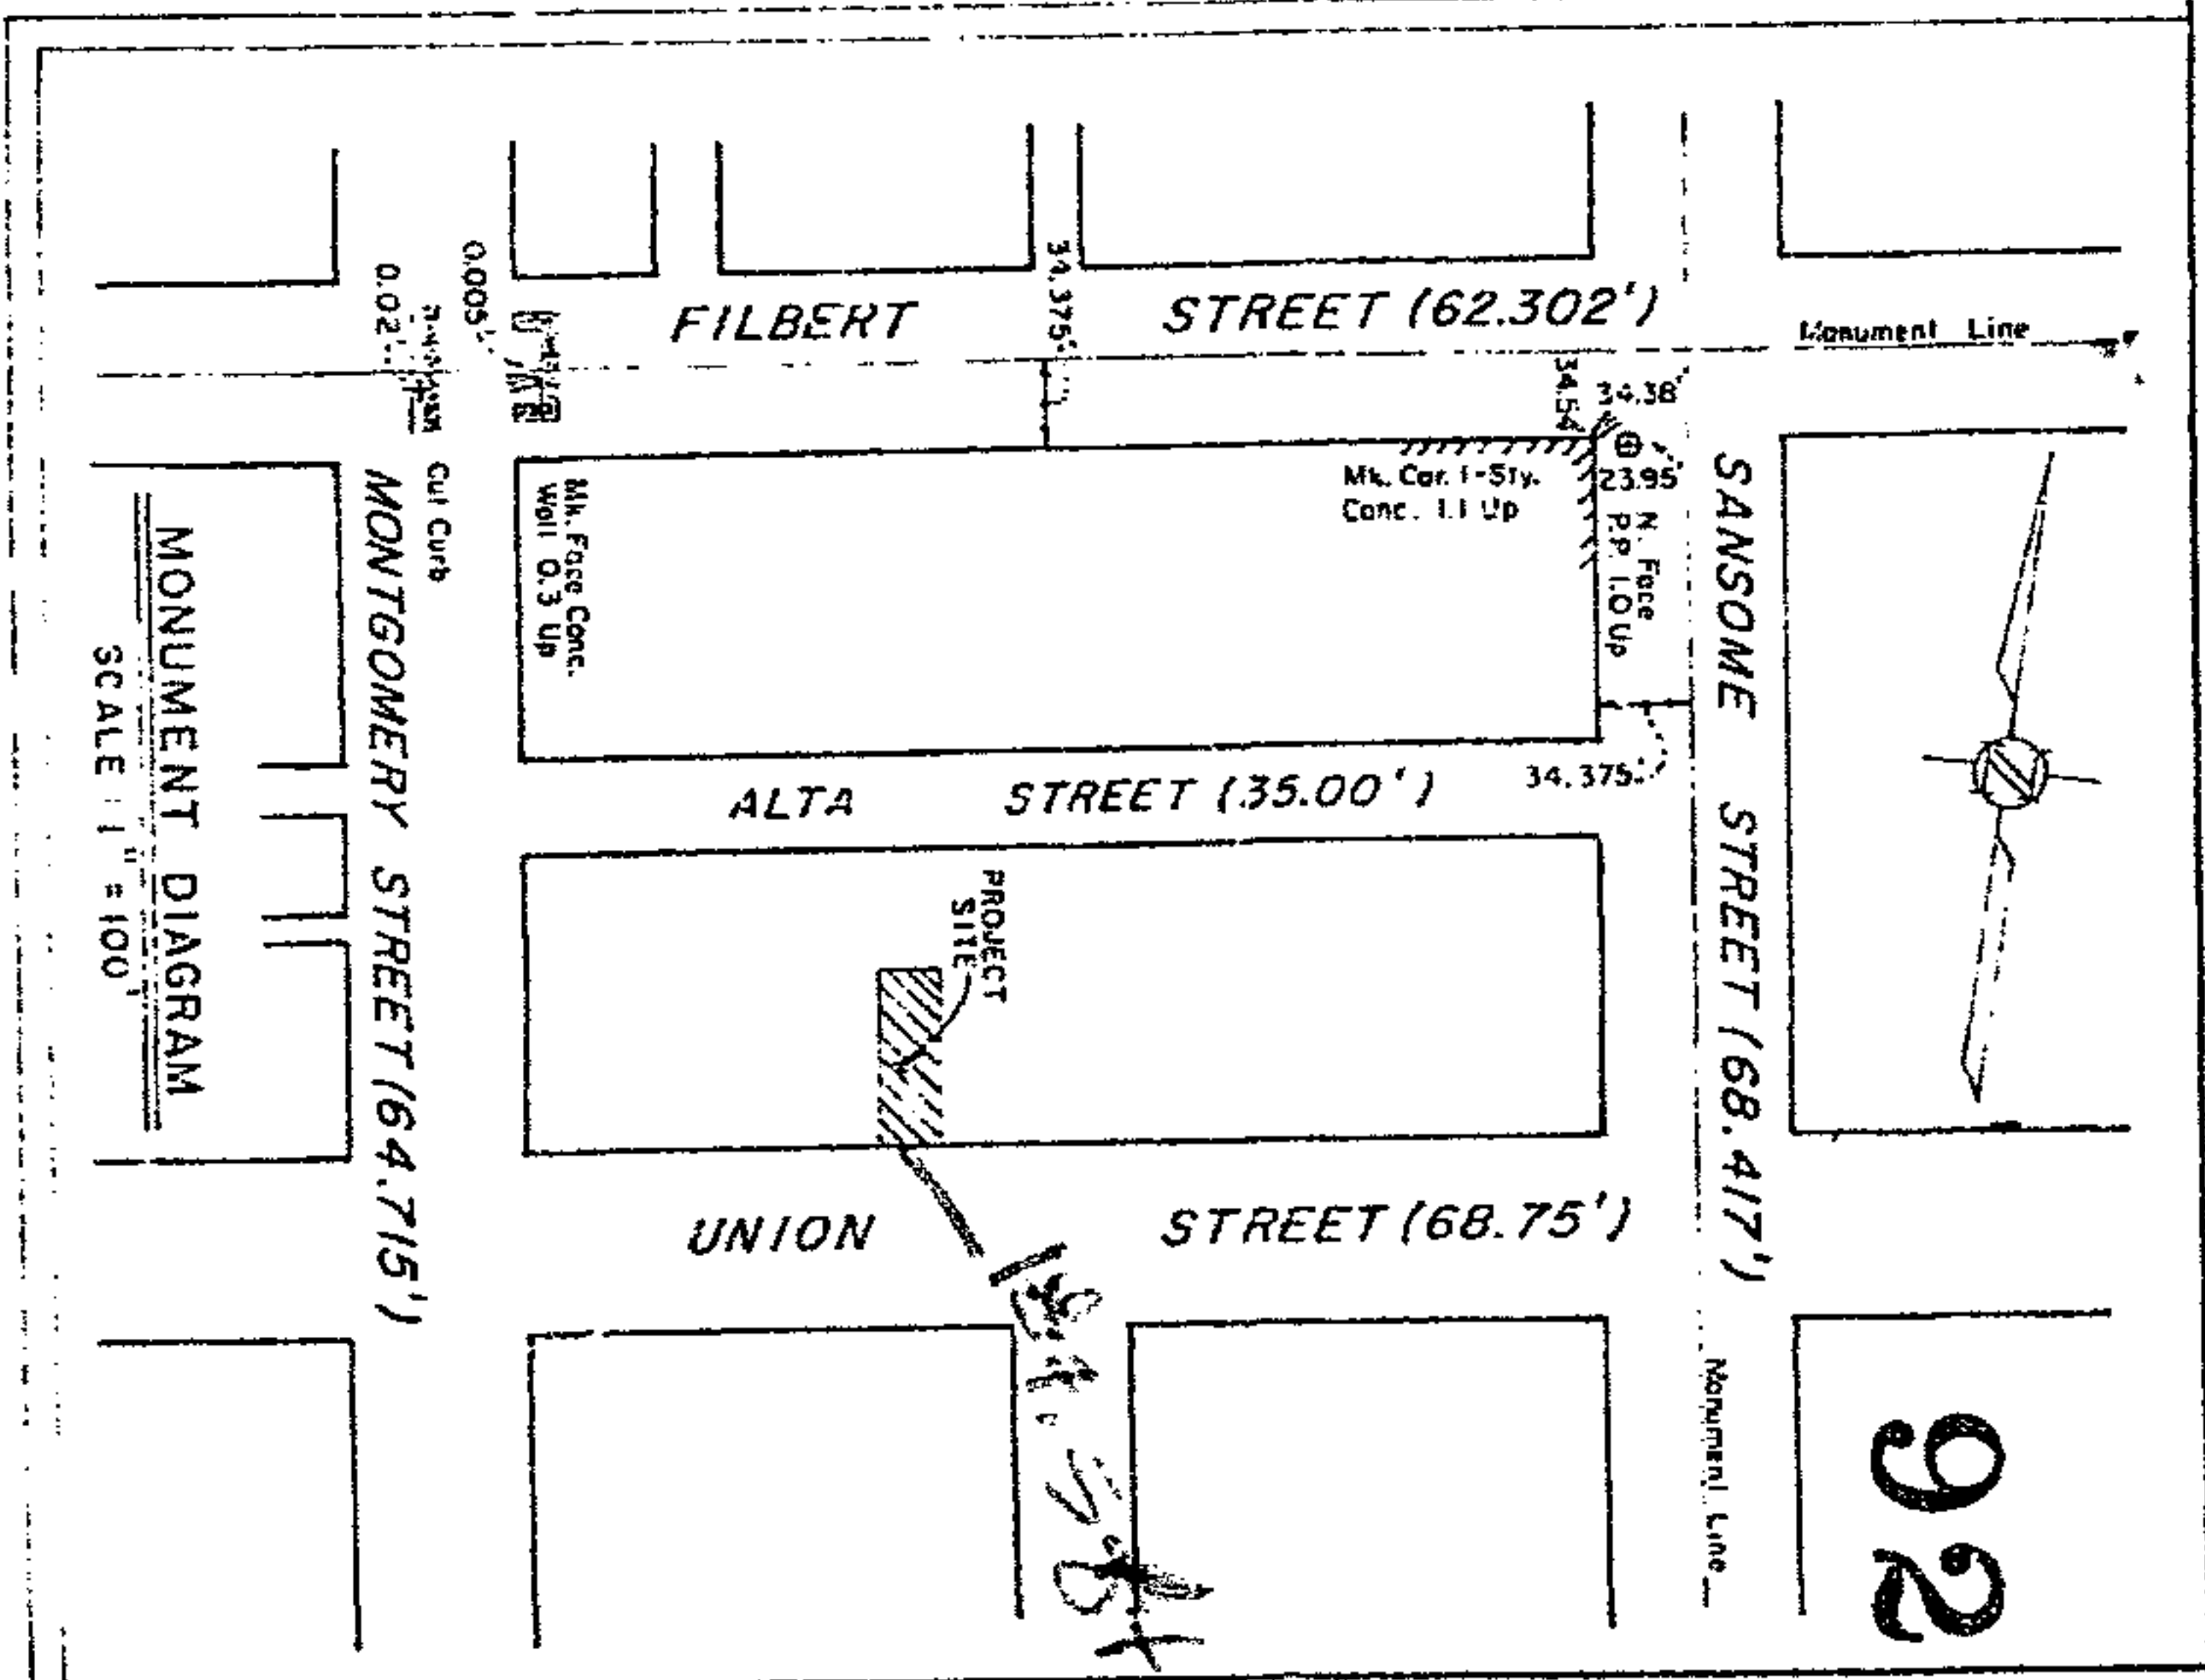 FILBERT STREET (62.302')
Monument Line
34.375'
0.005'
0.02'
34.54
34.38'
23.95'
Mk. Cor. 1-Sty.
Conc. 1.1 Up
N. Face
P.P. 1.0 Up
Cut Curb
Mk. Face Conc.
Wall 0.3 Up
SANSOME STREET (68.417')
Monument Line
34.375'
ALTA STREET (35.00')
PROJECT
SITE
MONTGOMERY STREET (64.715')
UNION STREET (68.75')
MONUMENT DIAGRAM
SCALE 1" = 100'
92